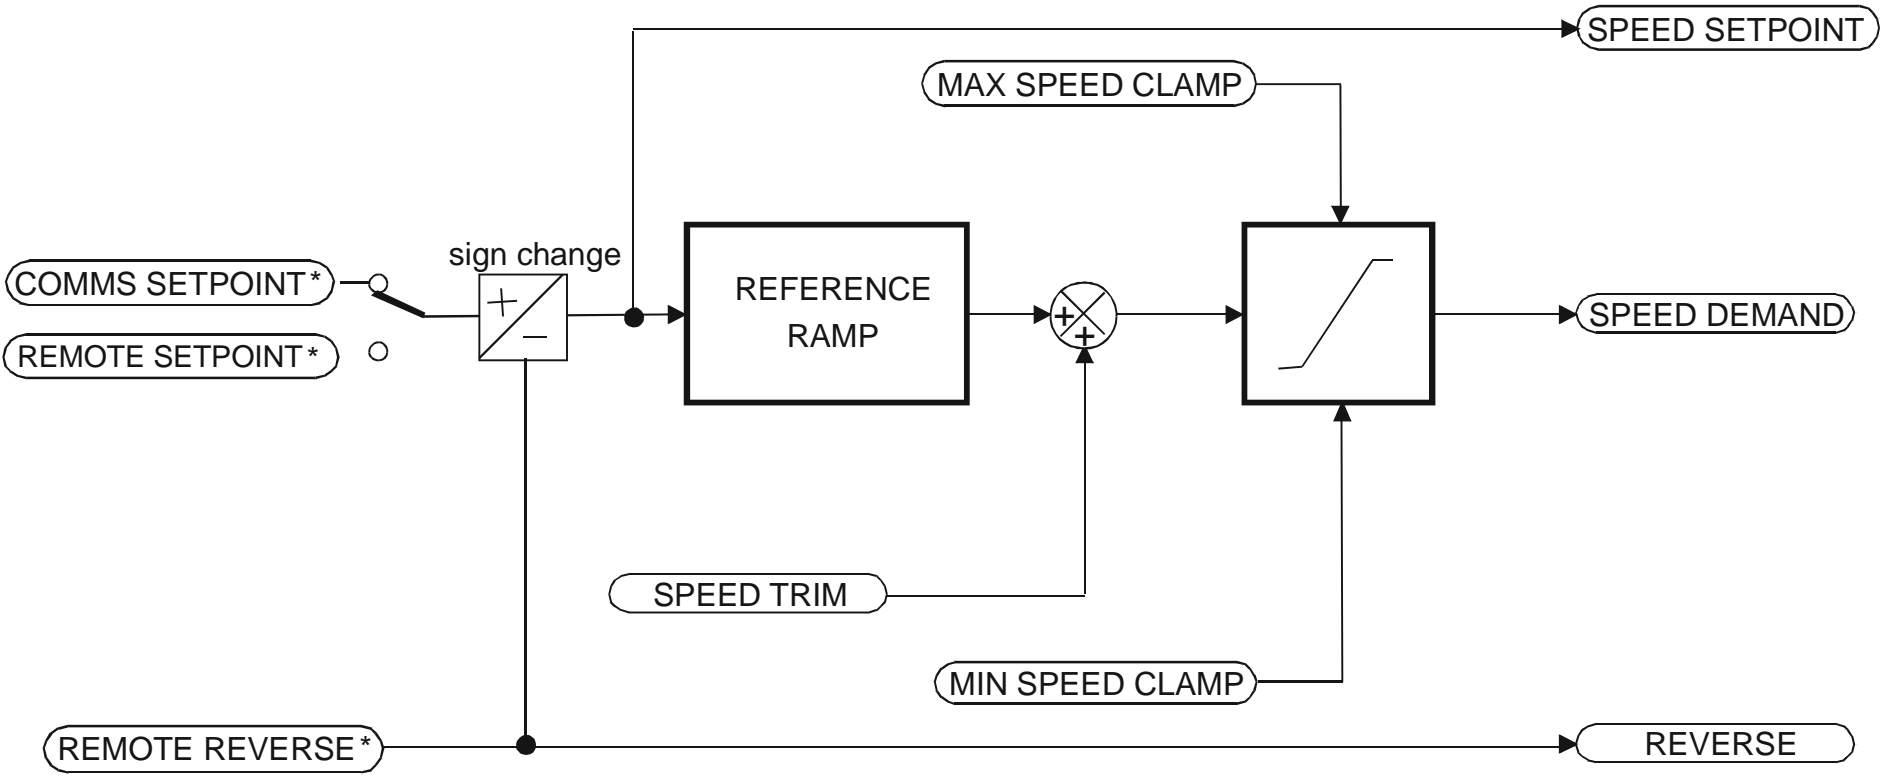 SPEED SETPOINT
MAX SPEED CLAMP
sign change
COMMS SETPOINT*
REMOTE SETPOINT*
+
−
REFERENCE
RAMP
+
+
SPEED DEMAND
SPEED TRIM
MIN SPEED CLAMP
REMOTE REVERSE*
REVERSE